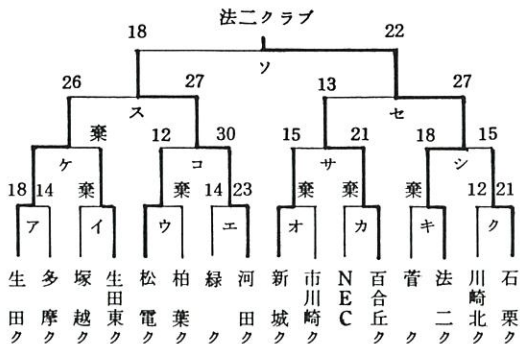 法二クラブ
18 22
ソ
26 27 13 27
ス セ
棄 12 30 15 21 18 15
ケ コ サ シ
18 14 棄 棄 14 23 棄 棄 棄 12 21
ア イ ウ エ オ カ キ ク
生田ク
多摩ク
塚越ク
生田東ク
松電ク
柏葉ク
緑ク
河田ク
新城ク
市川崎ク
NEC
百合丘ク
菅ク
法二ク
川崎北ク
石栗ク